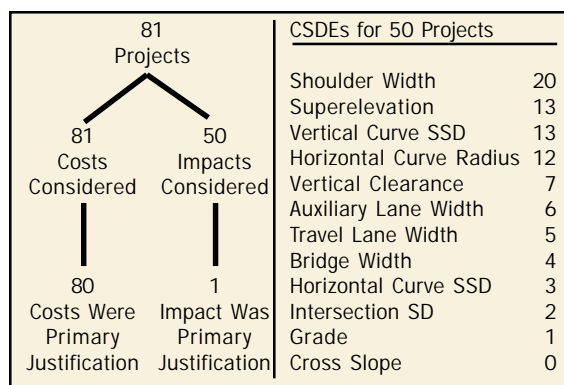 81
Projects
81
Costs
Considered
50
Impacts
Considered
80
Costs Were
Primary
Justification
1
Impact Was
Primary
Justification
CSDEs for 50 Projects
Shoulder Width 20
Superelevation 13
Vertical Curve SSD 13
Horizontal Curve Radius 12
Vertical Clearance 7
Auxiliary Lane Width 6
Travel Lane Width 5
Bridge Width 4
Horizontal Curve SSD 3
Intersection SD 2
Grade 1
Cross Slope 0